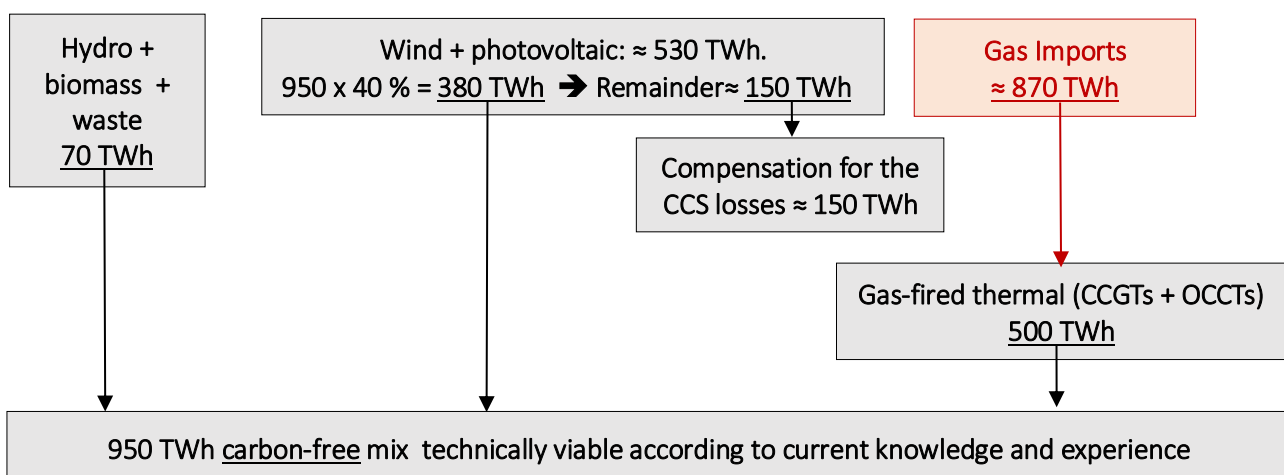 Hydro +
biomass +
waste
70 TWh
Wind + photovoltaic: ≈ 530 TWh.
950 x 40 % = 380 TWh ➔ Remainder≈ 150 TWh
Gas Imports
≈ 870 TWh
Compensation for the
CCS losses ≈ 150 TWh
Gas-fired thermal (CCGTs + OCCTs)
500 TWh
950 TWh carbon-free mix technically viable according to current knowledge and experience